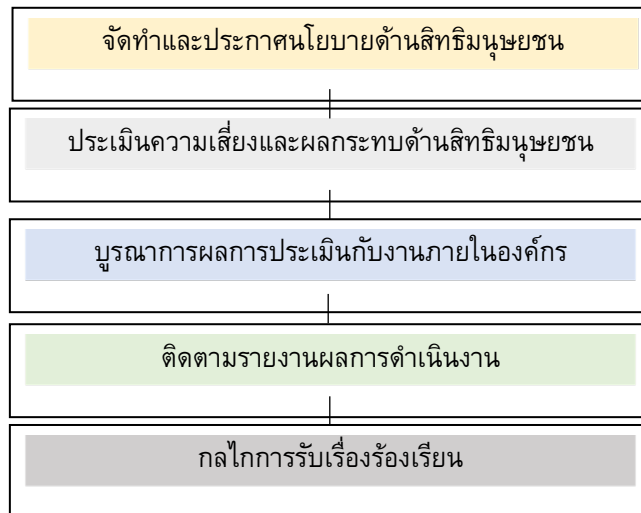 จัดทำและประกาศนโยบายด้านสิทธิมนุษยชน
ประเมินความเสี่ยงและผลกระทบด้านสิทธิมนุษยชน
บูรณาการผลการประเมินกับงานภายในองค์กร
ติดตามรายงานผลการดำเนินงาน
กลไกการรับเรื่องร้องเรียน